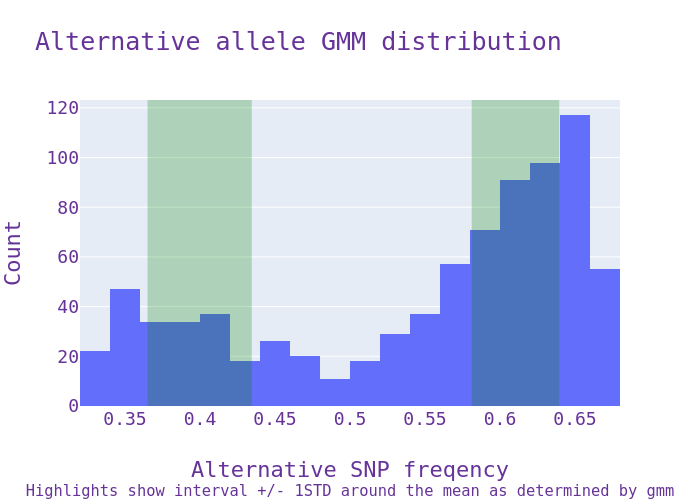 Alternative allele GMM distribution
120
100
80
60
40
20
0
Count
0.35 0.4 0.45 0.5 0.55 0.6 0.65
Alternative SNP freqency
Highlights show interval +/- 1STD around the mean as determined by gmm